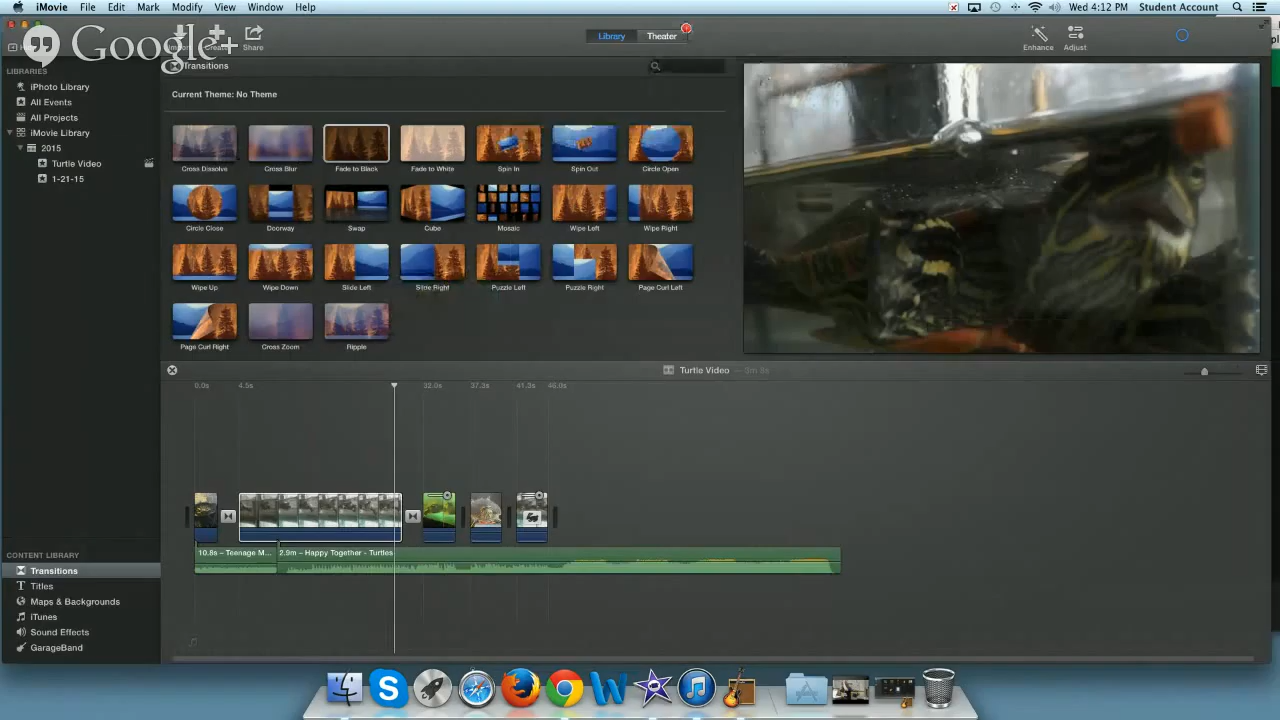 iMovie File Edit Mark Modify View Window Help Wed 4:12 PM Student Account
Google+
Share
Library Theater
Enhance Adjust
LIBRARIES
iPhoto Library
All Events
All Projects
iMovie Library
2015
Turtle Video
1-21-15
Transitions
Current Theme: No Theme
Cross Dissolve Cross Blur Fade to Black Fade to White Spin In Spin Out Circle Open
Circle Close Doorway Swap Cube Mosaic Wipe Left Wipe Right
Wipe Up Wipe Down Slide Left Slide Right Puzzle Left Puzzle Right Page Curl Left
Page Curl Right Cross Zoom Ripple
Turtle Video — 3m 8s
0.0s 4.5s 32.0s 37.3s 41.3s 46.0s
10.8s – Teenage M... 2.9m – Happy Together - Turtles
CONTENT LIBRARY
Transitions
Titles
Maps & Backgrounds
iTunes
Sound Effects
GarageBand